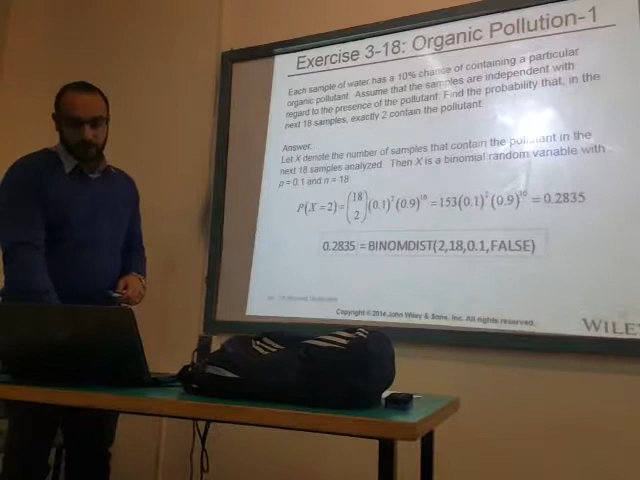 Exercise 3-18: Organic Pollution-1
Each sample of water has a 10% chance of containing a particular
organic pollutant. Assume that the samples are independent with
regard to the presence of the pollutant. Find the probability that, in the
next 18 samples, exactly 2 contain the pollutant.
Answer:
Let X denote the number of samples that contain the pollutant in the
next 18 samples analyzed. Then X is a binomial random variable with
p = 0.1 and n = 18
P(X = 2) = (18 2) (0.1)² (0.9)¹⁶ = 153(0.1)² (0.9)¹⁶ = 0.2835
0.2835 = BINOMDIST(2,18,0.1,FALSE)
Copyright © 2014 John Wiley & Sons, Inc. All rights reserved.
WILEY